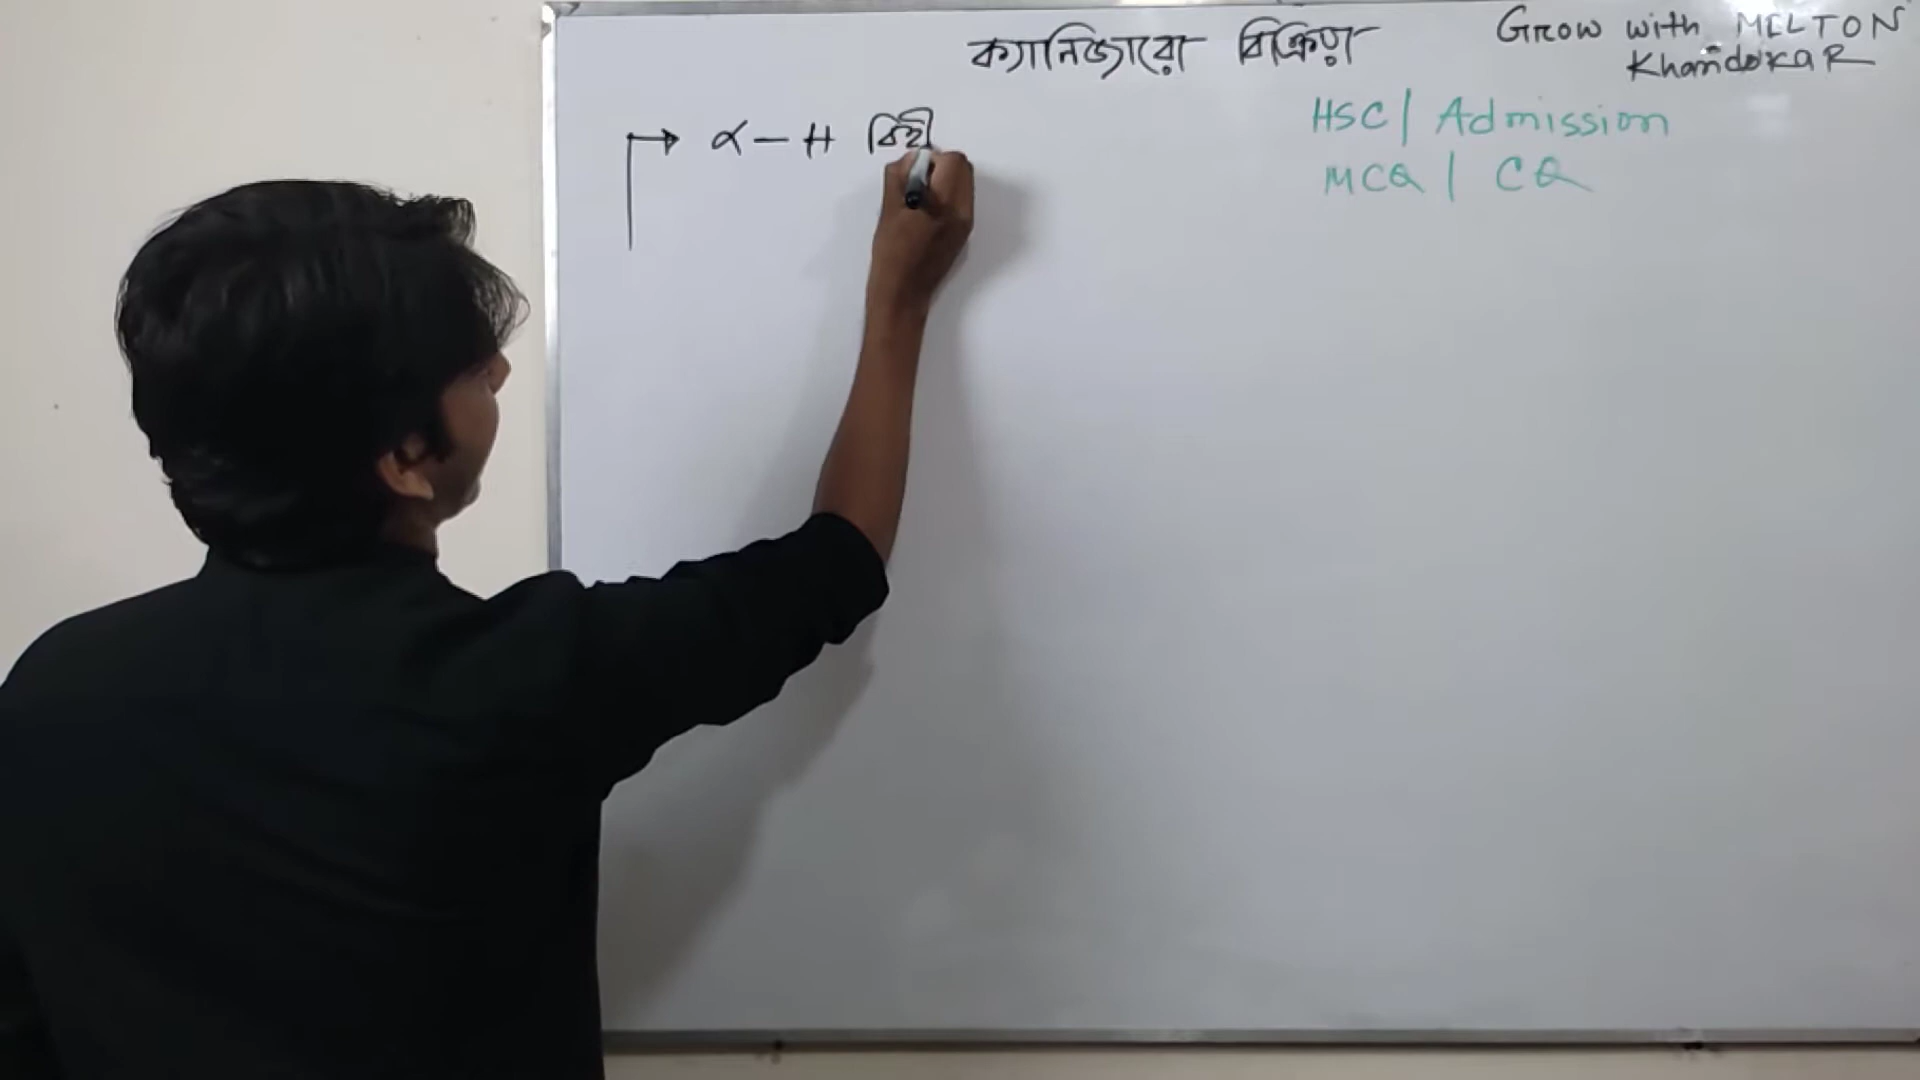 ক্যানিজারো বিক্রিয়া
Grow with MELTON
Khandokar
HSC | Admission
MCQ | CQ
α - H বিহী